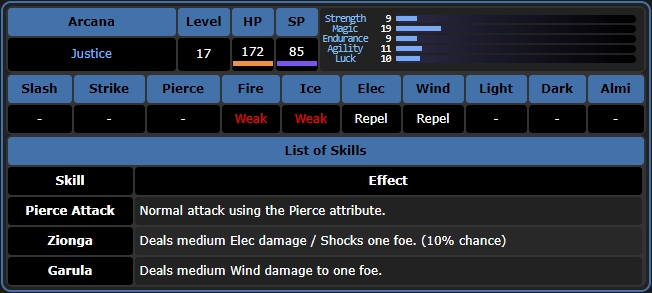 Arcana Level HP SP
Justice 17 172 85
Strength 9
Magic 19
Endurance 9
Agility 11
Luck 10
Slash Strike Pierce Fire Ice Elec Wind Light Dark Almi
- - - Weak Weak Repel Repel - - -
List of Skills
Skill Effect
Pierce Attack Normal attack using the Pierce attribute.
Zionga Deals medium Elec damage / Shocks one foe. (10% chance)
Garula Deals medium Wind damage to one foe.